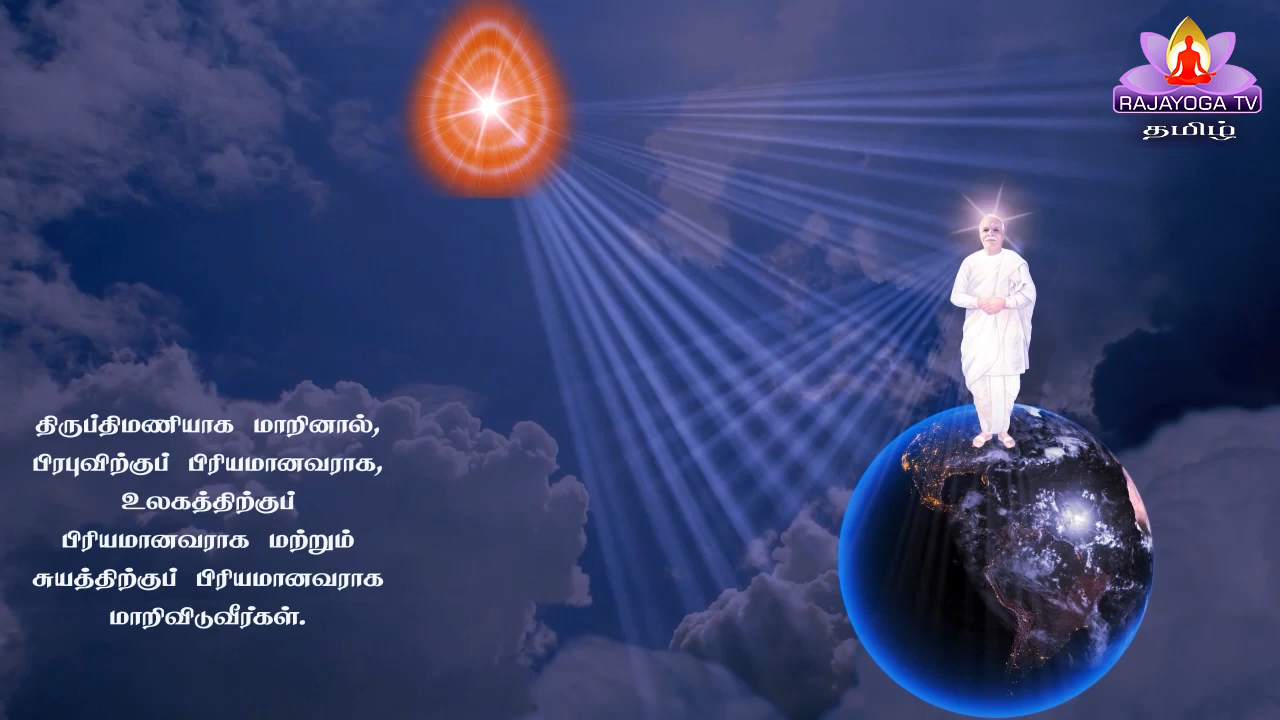 RAJAYOGA TV
தமிழ்
திருப்திமணியாக மாறினால்,
பிரபுவிற்குப் பிரியமானவராக,
உலகத்திற்குப்
பிரியமானவராக மற்றும்
சுயத்திற்குப் பிரியமானவராக
மாறிவிடுவீர்கள்.